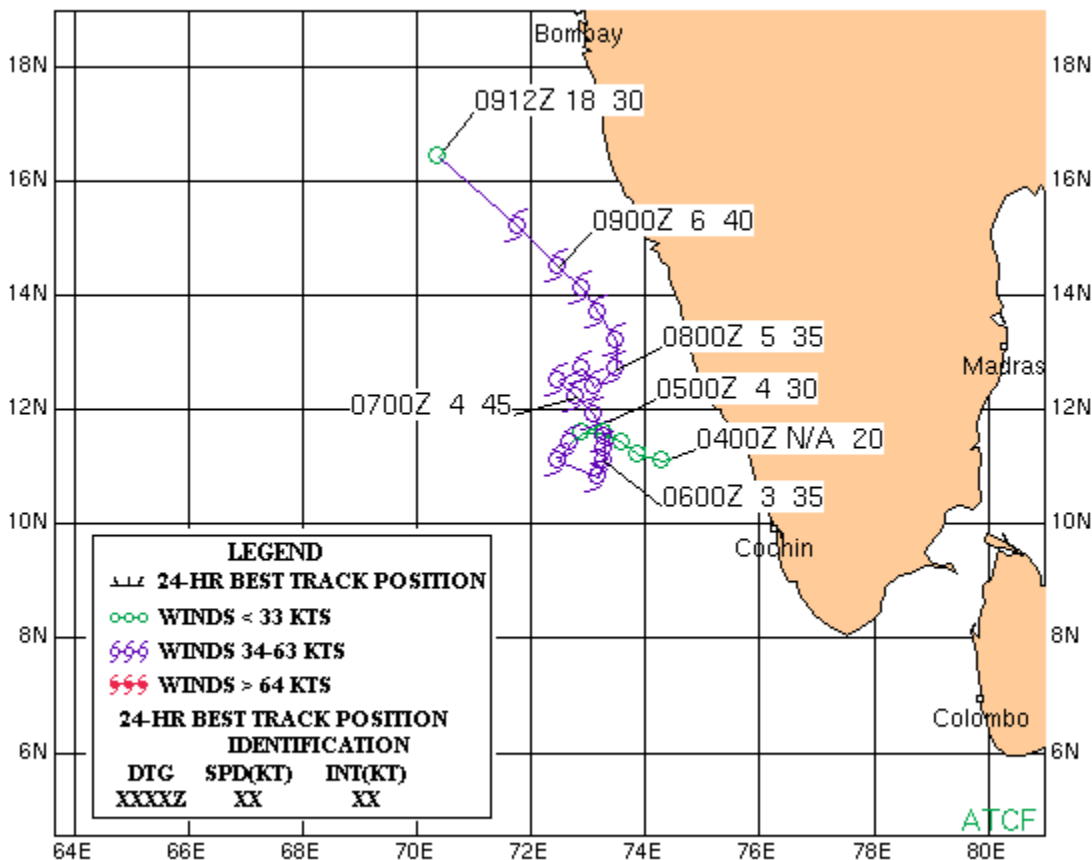 Bombay
18N 18N
0912Z 18 30
16N 16N
0900Z 6 40
14N 14N
0800Z 5 35
Madras
0500Z 4 30
0700Z 4 45
12N 12N
0400Z N/A 20
0600Z 3 35
10N 10N
Cochin
LEGEND
24-HR BEST TRACK POSITION
WINDS < 33 KTS
WINDS 34-63 KTS
WINDS > 64 KTS
24-HR BEST TRACK POSITION
IDENTIFICATION
DTG SPD(KT) INT(KT)
XXXXZ XX XX
8N 8N
Colombo
6N 6N
ATCF
64E 66E 68E 70E 72E 74E 76E 78E 80E